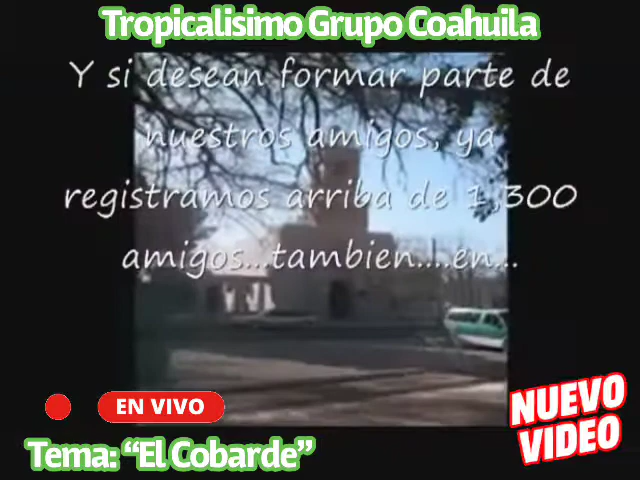 Tropicalisimo Grupo Coahuila
Y si desean formar parte de
nuestros amigos, ya
registramos arriba de 1,300
amigos...tambien....en...
EN VIVO
NUEVO
VIDEO
Tema: “El Cobarde”